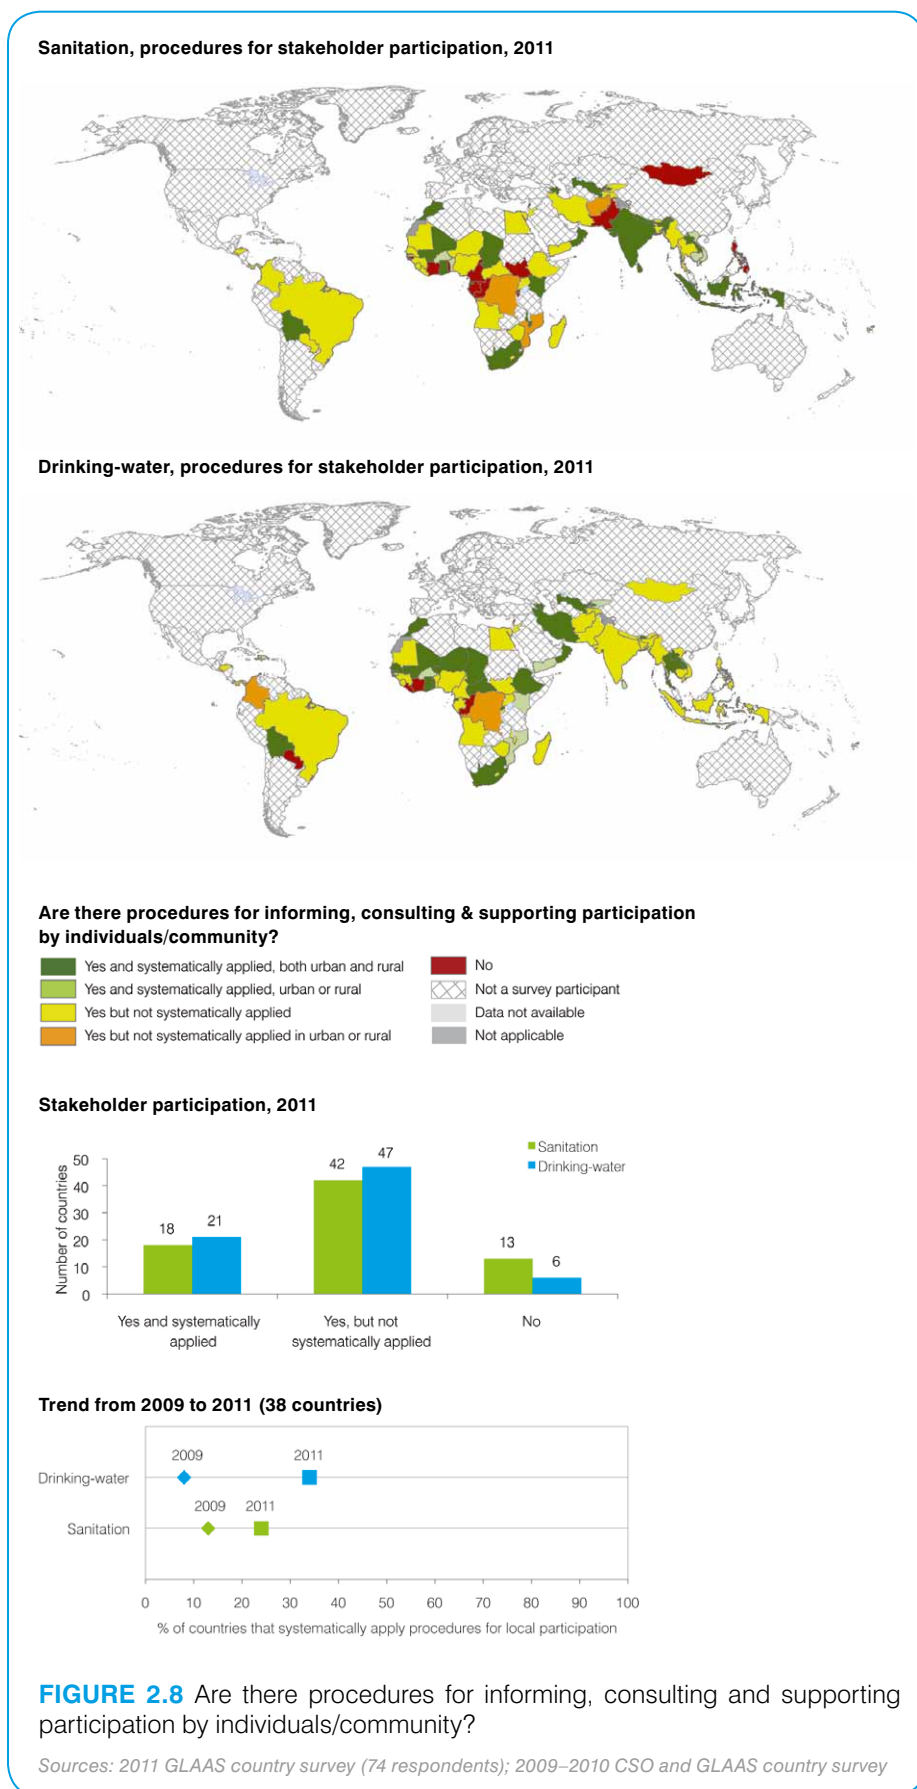 Sanitation, procedures for stakeholder participation, 2011
Drinking-water, procedures for stakeholder participation, 2011
Are there procedures for informing, consulting & supporting participation
by individuals/community?
Yes and systematically applied, both urban and rural
Yes and systematically applied, urban or rural
Yes but not systematically applied
Yes but not systematically applied in urban or rural
No
Not a survey participant
Data not available
Not applicable
Stakeholder participation, 2011
Number of countries
50
40
30
20
10
0
18
21
42
47
13
6
Sanitation
Drinking-water
Yes and systematically
applied
Yes, but not
systematically applied
No
Trend from 2009 to 2011 (38 countries)
Drinking-water
2009
2011
Sanitation
2009
2011
0 10 20 30 40 50 60 70 80 90 100
% of countries that systematically apply procedures for local participation
FIGURE 2.8 Are there procedures for informing, consulting and supporting
participation by individuals/community?
Sources: 2011 GLAAS country survey (74 respondents); 2009–2010 CSO and GLAAS country survey